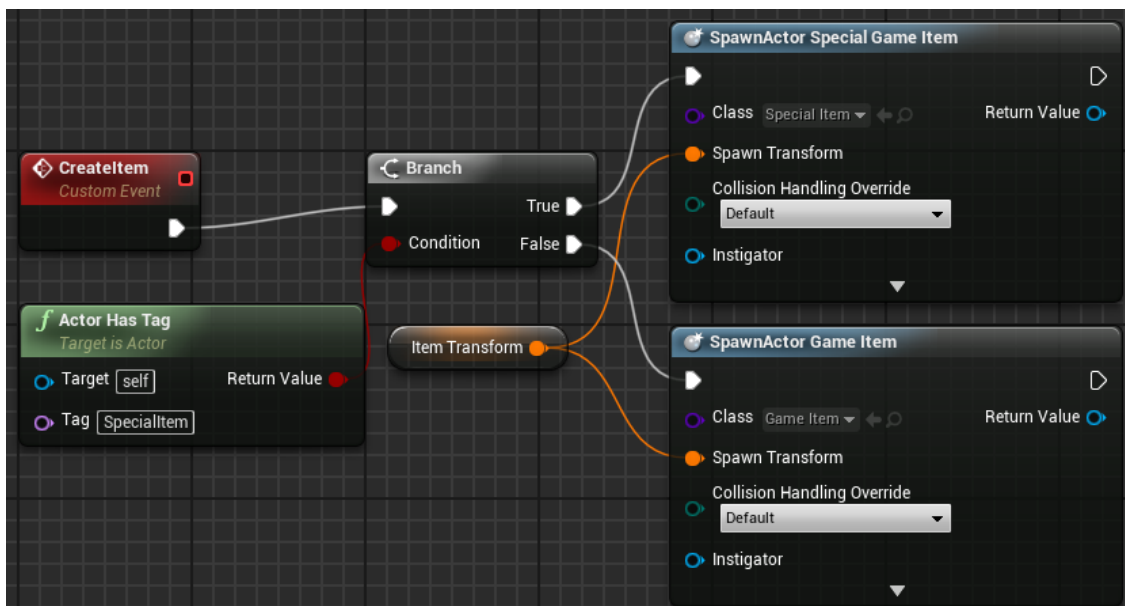 CreateItem
Custom Event
Actor Has Tag
Target is Actor
Target self
Return Value
Tag SpecialItem
Branch
True
Condition
False
Item Transform
SpawnActor Special Game Item
Class Special Item
Return Value
Spawn Transform
Collision Handling Override
Default
Instigator
SpawnActor Game Item
Class Game Item
Return Value
Spawn Transform
Collision Handling Override
Default
Instigator